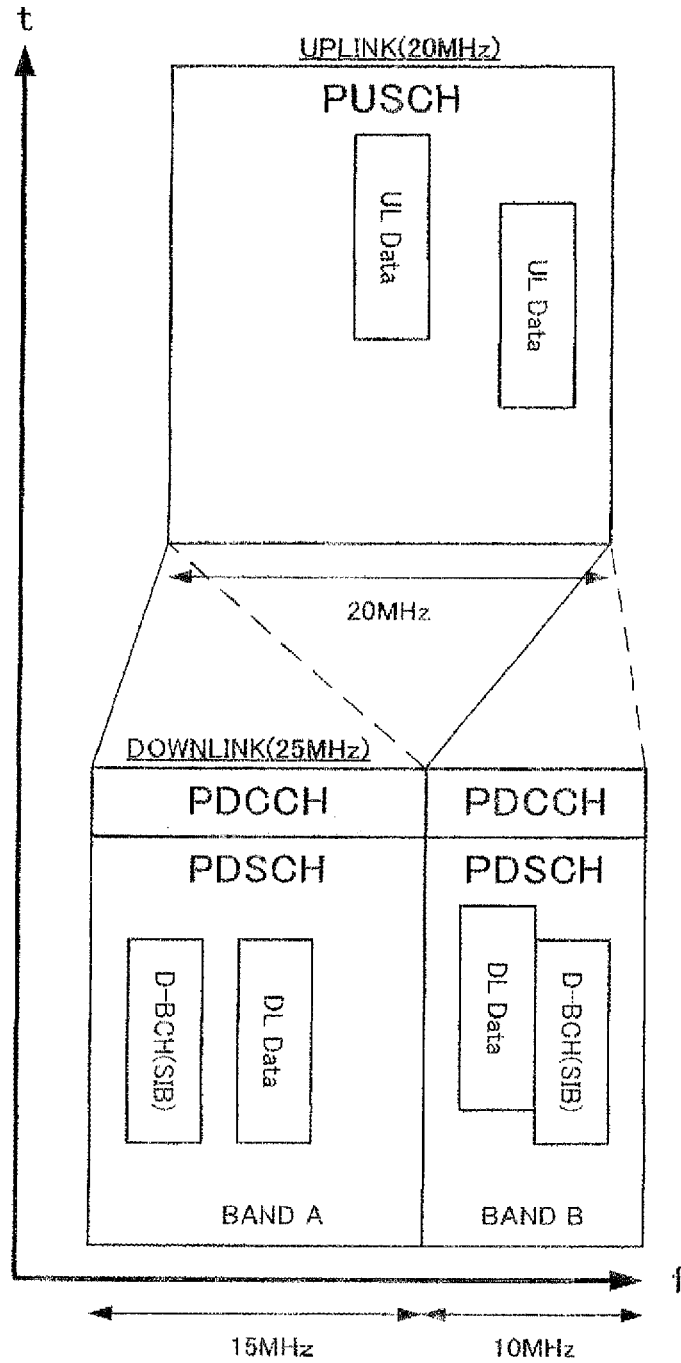 t
UPLINK(20MHz)
PUSCH
UL Data
UL Data
20MHz
DOWNLINK(25MHz)
PDCCH
PDCCH
PDSCH
PDSCH
D-BCH(SIB)
DL Data
DL Data
D-BCH(SIB)
BAND A
BAND B
f
15MHz
10MHz